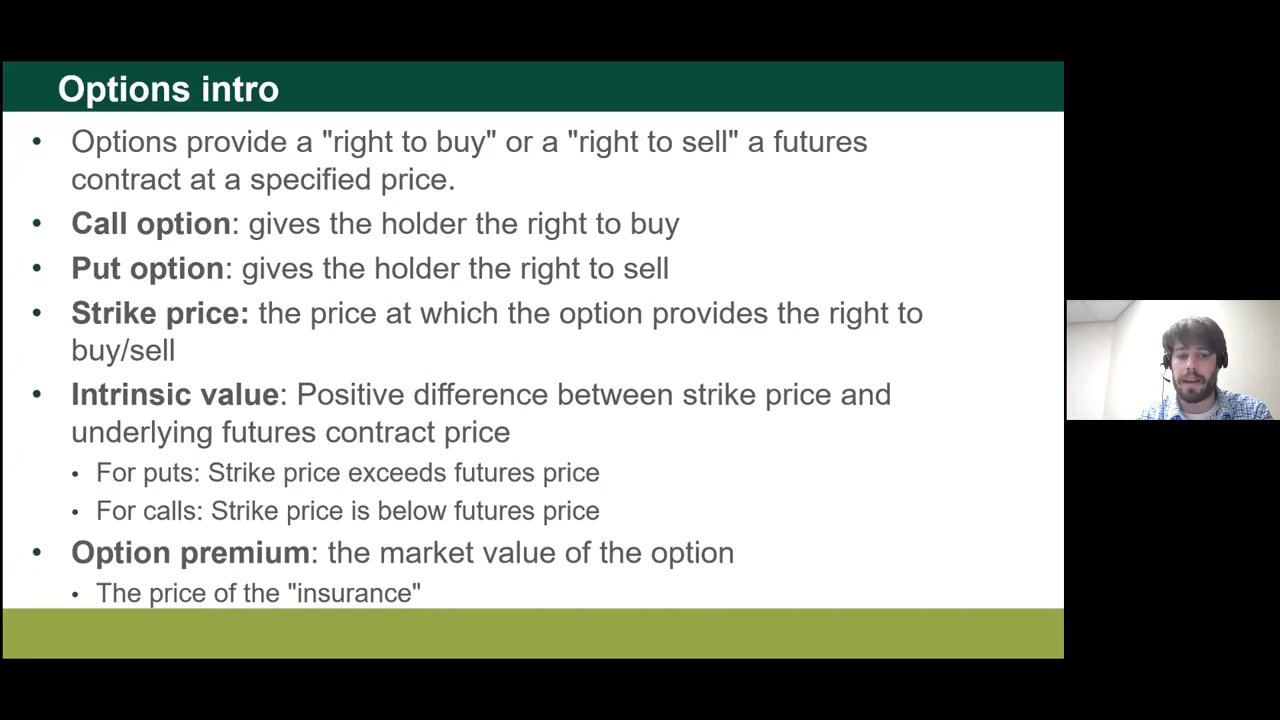 Options intro
• Options provide a "right to buy" or a "right to sell" a futures
contract at a specified price.
• Call option: gives the holder the right to buy
• Put option: gives the holder the right to sell
• Strike price: the price at which the option provides the right to
buy/sell
• Intrinsic value: Positive difference between strike price and
underlying futures contract price
• For puts: Strike price exceeds futures price
• For calls: Strike price is below futures price
• Option premium: the market value of the option
• The price of the "insurance"